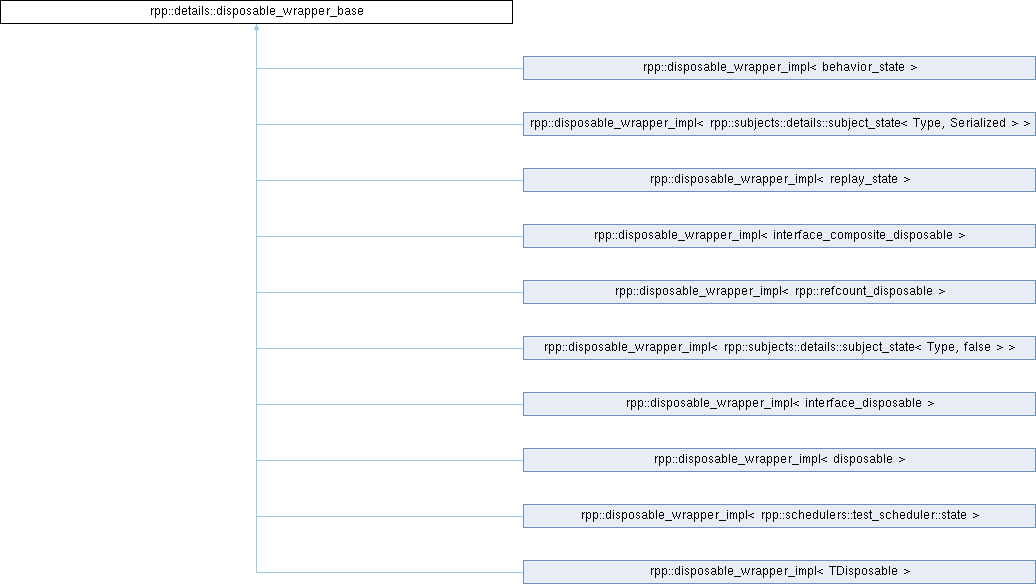 rpp::details::disposable_wrapper_base
rpp::disposable_wrapper_impl< behavior_state >
rpp::disposable_wrapper_impl< rpp::subjects::details::subject_state< Type, Serialized > >
rpp::disposable_wrapper_impl< replay_state >
rpp::disposable_wrapper_impl< interface_composite_disposable >
rpp::disposable_wrapper_impl< rpp::refcount_disposable >
rpp::disposable_wrapper_impl< rpp::subjects::details::subject_state< Type, false > >
rpp::disposable_wrapper_impl< interface_disposable >
rpp::disposable_wrapper_impl< disposable >
rpp::disposable_wrapper_impl< rpp::schedulers::test_scheduler::state >
rpp::disposable_wrapper_impl< TDisposable >